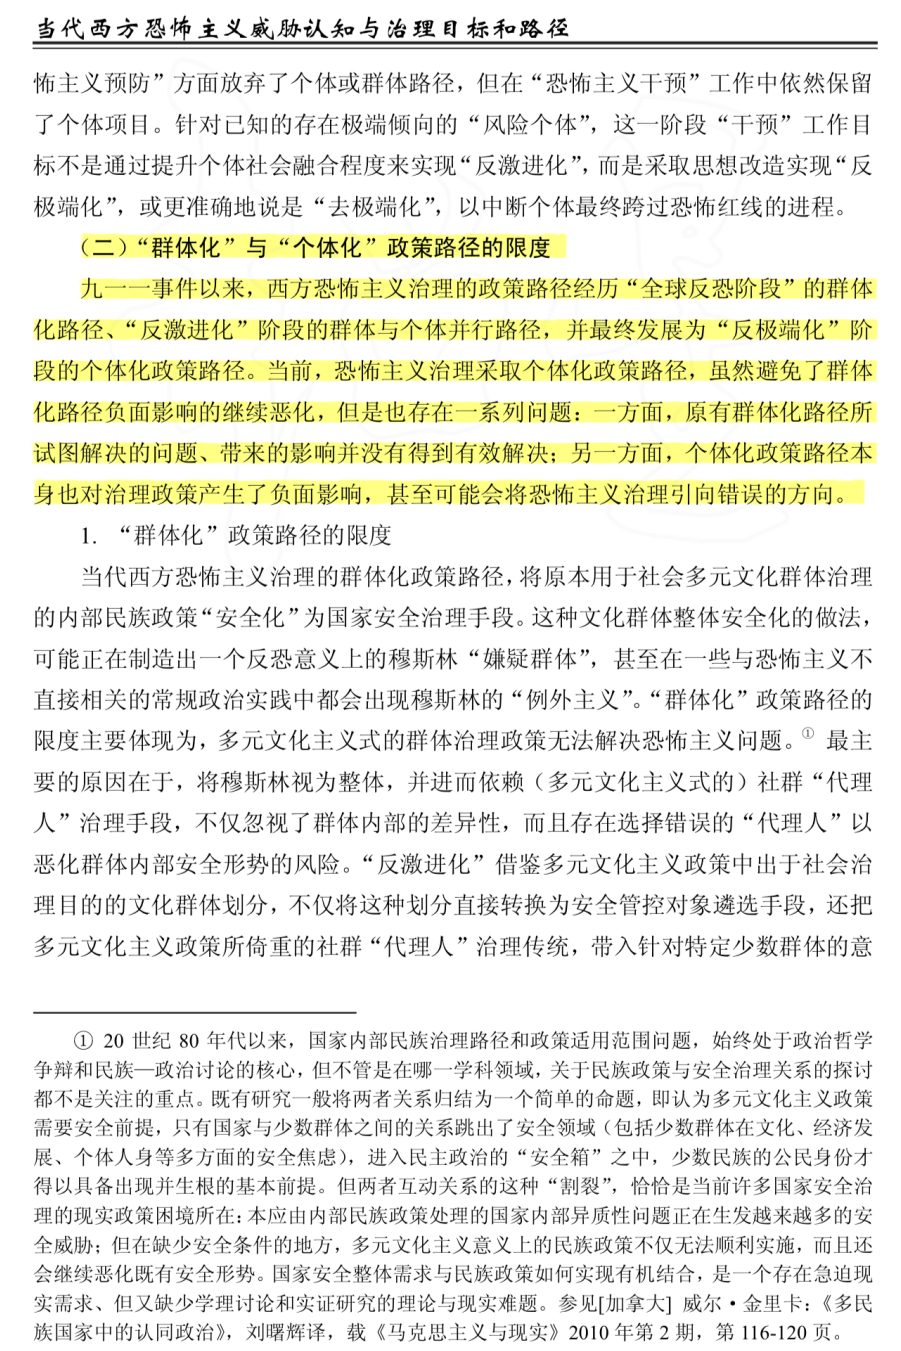 当代西方恐怖主义威胁认知与治理目标和路径
怖主义预防”方面放弃了个体或群体路径，但在“恐怖主义干预”工作中依然保留
了个体项目。针对已知的存在极端倾向的“风险个体”，这一阶段“干预”工作目
标不是通过提升个体社会融合程度来实现“反激进化”，而是采取思想改造实现“反
极端化”，或更准确地说是“去极端化”，以中断个体最终跨过恐怖红线的进程。
（二）“群体化”与“个体化”政策路径的限度
九一一事件以来，西方恐怖主义治理的政策路径经历“全球反恐阶段”的群体
化路径、“反激进化”阶段的群体与个体并行路径，并最终发展为“反极端化”阶
段的个体化政策路径。当前，恐怖主义治理采取个体化政策路径，虽然避免了群体
化路径负面影响的继续恶化，但是也存在一系列问题：一方面，原有群体化路径所
试图解决的问题、带来的影响并没有得到有效解决；另一方面，个体化政策路径本
身也对治理政策产生了负面影响，甚至可能会将恐怖主义治理引向错误的方向。
1. “群体化”政策路径的限度
当代西方恐怖主义治理的群体化政策路径，将原本用于社会多元文化群体治理
的内部民族政策“安全化”为国家安全治理手段。这种文化群体整体安全化的做法，
可能正在制造出一个反恐意义上的穆斯林“嫌疑群体”，甚至在一些与恐怖主义不
直接相关的常规政治实践中都会出现穆斯林的“例外主义”。“群体化”政策路径的
限度主要体现为，多元文化主义式的群体治理政策无法解决恐怖主义问题。① 最主
要的原因在于，将穆斯林视为整体，并进而依赖（多元文化主义式的）社群“代理
人”治理手段，不仅忽视了群体内部的差异性，而且存在选择错误的“代理人”以
恶化群体内部安全形势的风险。“反激进化”借鉴多元文化主义政策中出于社会治
理目的的文化群体划分，不仅将这种划分直接转换为安全管控对象遴选手段，还把
多元文化主义政策所倚重的社群“代理人”治理传统，带入针对特定少数群体的意
① 20 世纪 80 年代以来，国家内部民族治理路径和政策适用范围问题，始终处于政治哲学
争辩和民族—政治讨论的核心，但不管是在哪一学科领域，关于民族政策与安全治理关系的探讨
都不是关注的重点。既有研究一般将两者关系归结为一个简单的命题，即认为多元文化主义政策
需要安全前提，只有国家与少数群体之间的关系跳出了安全领域（包括少数群体在文化、经济发
展、个体人身等多方面的安全焦虑），进入民主政治的“安全箱”之中，少数民族的公民身份才
得以具备出现并生根的基本前提。但两者互动关系的这种“割裂”，恰恰是当前许多国家安全治
理的现实政策困境所在：本应由内部民族政策处理的国家内部异质性问题正在生发越来越多的安
全威胁；但在缺少安全条件的地方，多元文化主义意义上的民族政策不仅无法顺利实施，而且还
会继续恶化既有安全形势。国家安全整体需求与民族政策如何实现有机结合，是一个存在急迫现
实需求、但又缺少学理讨论和实证研究的理论与现实难题。参见[加拿大] 威尔·金里卡：《多民
族国家中的认同政治》，刘曙辉译，载《马克思主义与现实》2010 年第 2 期，第 116-120 页。